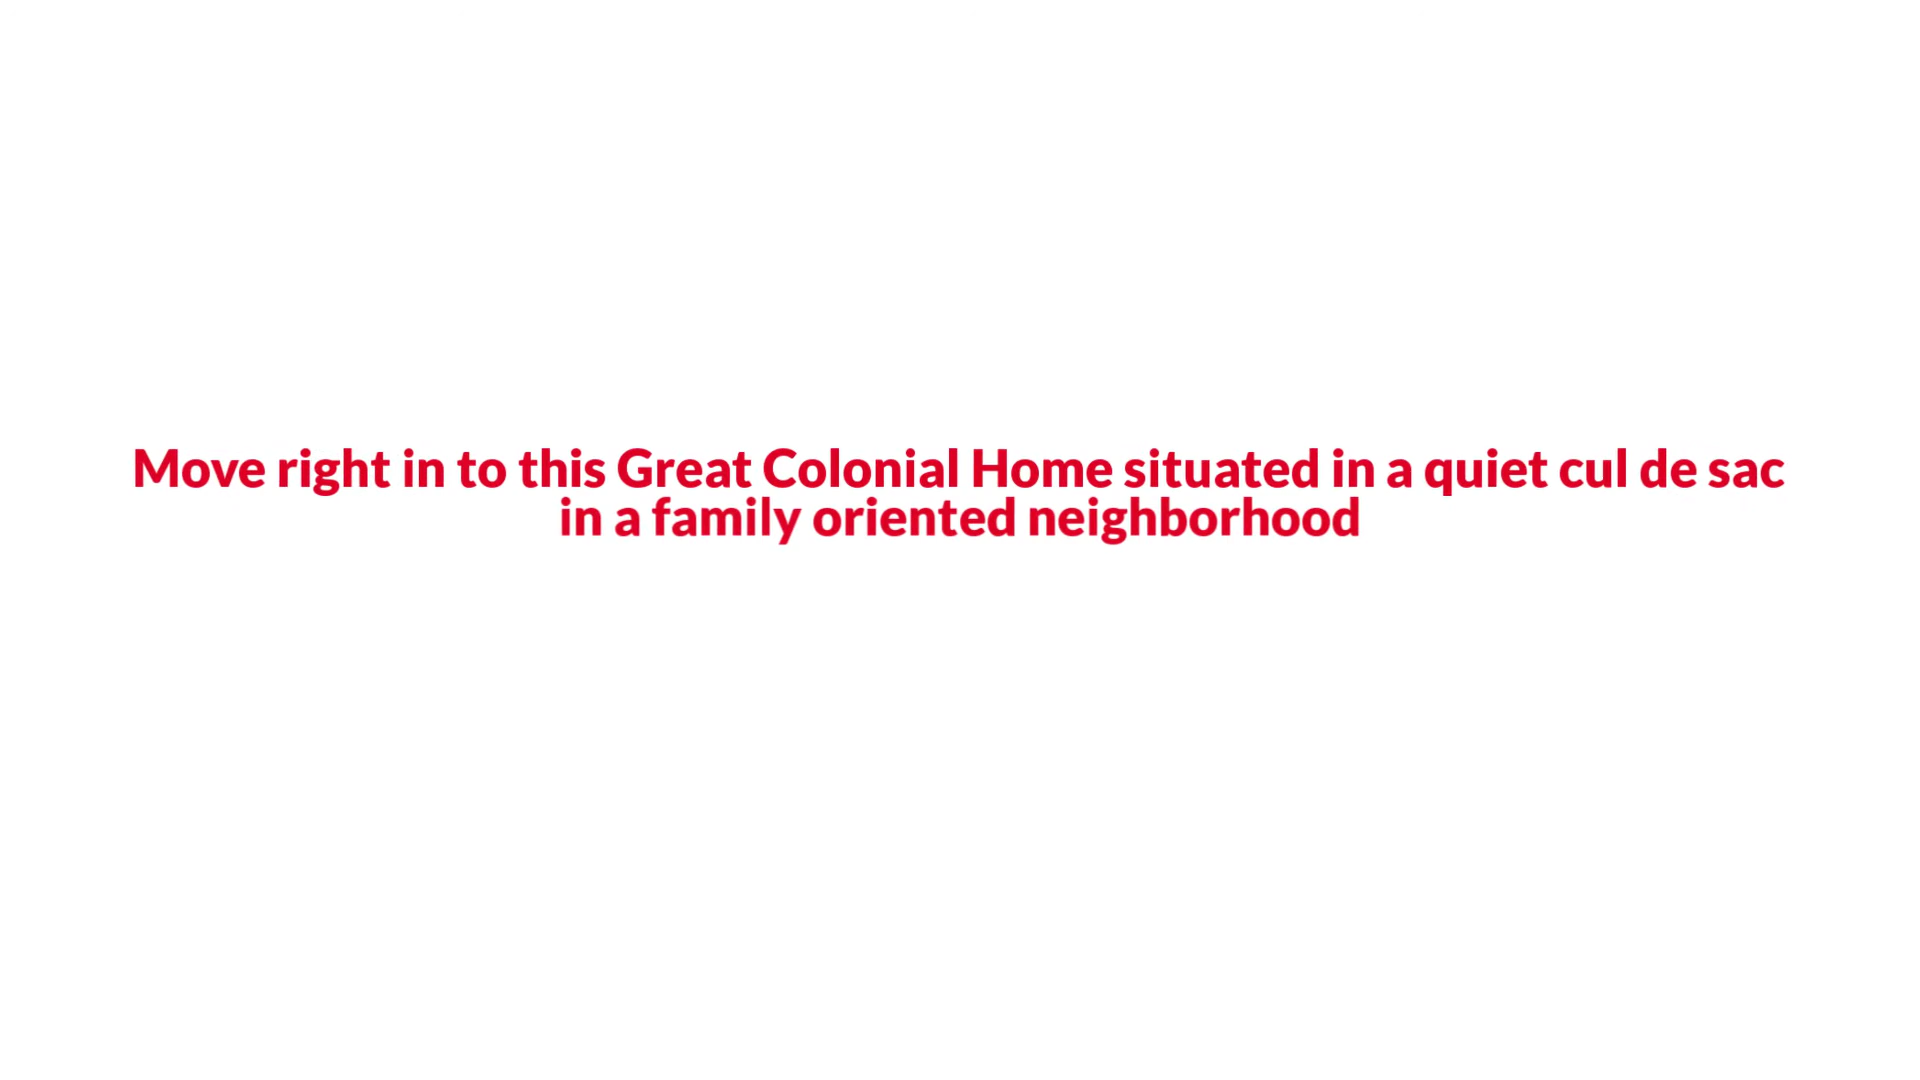 Move right in to this Great Colonial Home situated in a quiet cul de sac
in a family oriented neighborhood